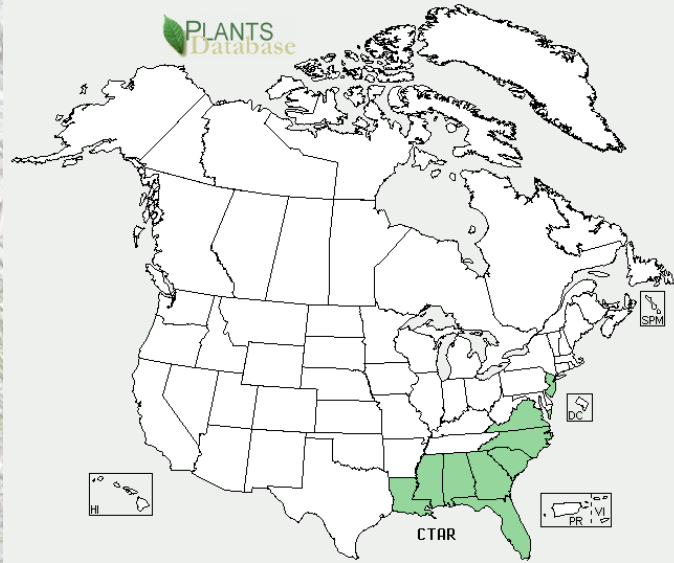 PLANTS
Database
SPM
DC
HI
PR
VI
CTAR